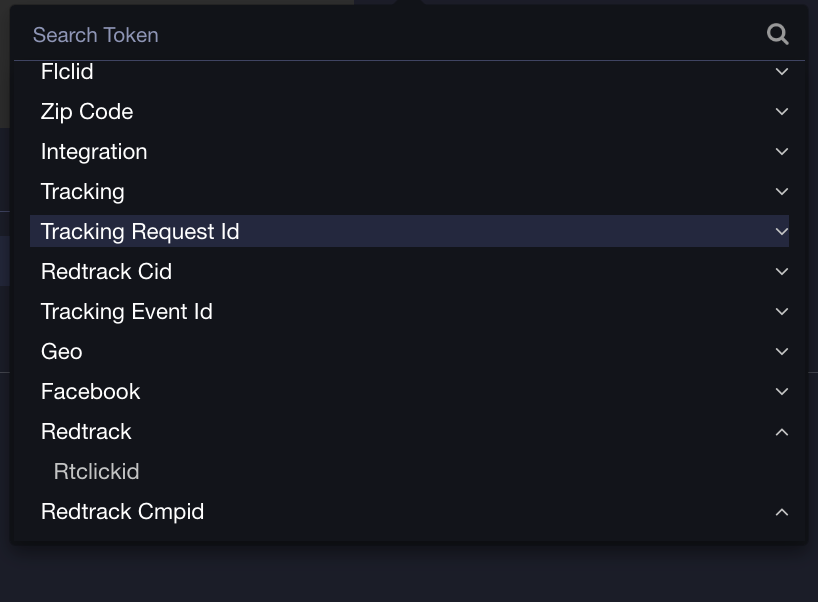 Search Token
Flclid
Zip Code
Integration
Tracking
Tracking Request Id
Redtrack Cid
Tracking Event Id
Geo
Facebook
Redtrack
Rtclickid
Redtrack Cmpid